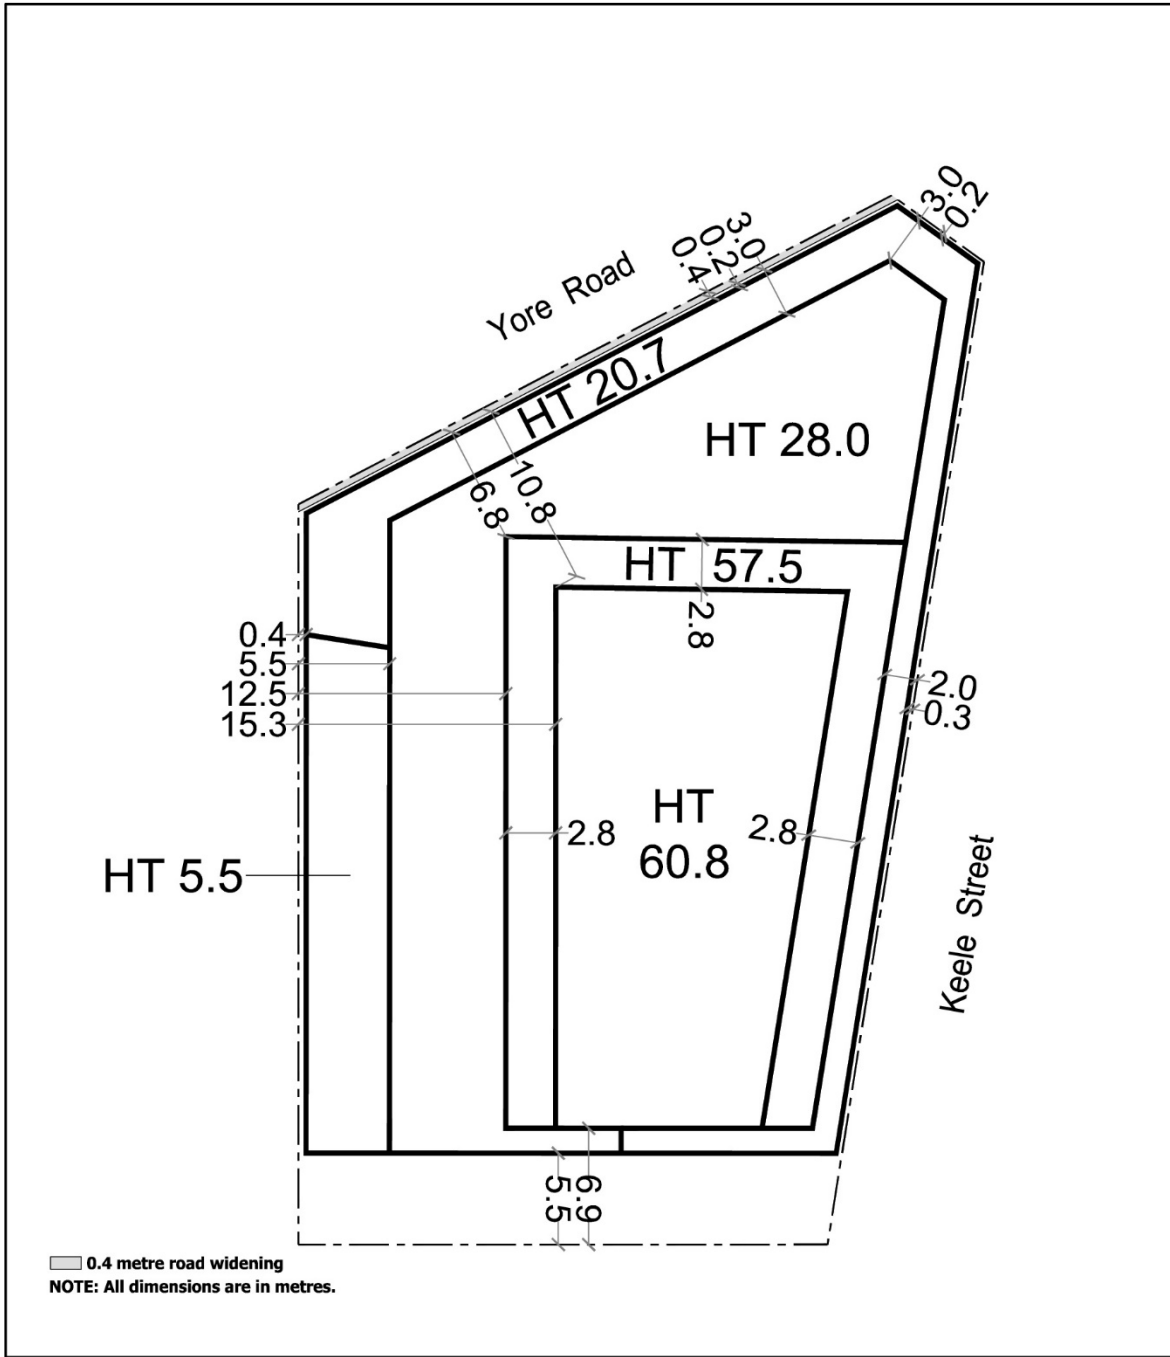 3.0
0.2
3.0
0.2
0.4
Yore Road
HT 20.7
HT 28.0
10.8
6.8
HT 57.5
2.8
0.4
5.5
12.5
15.3
2.0
0.3
HT
60.8
2.8
2.8
HT 5.5
Keele Street
5.5
6.9
0.4 metre road widening
NOTE: All dimensions are in metres.